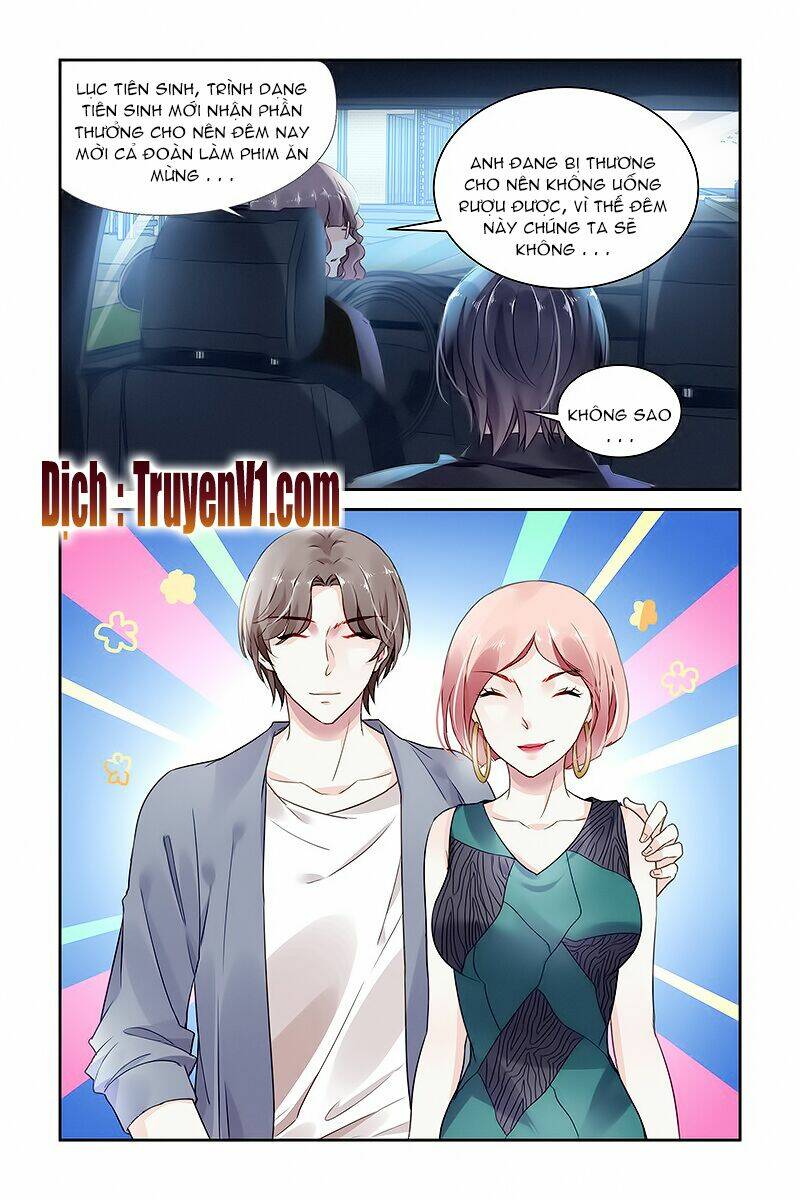 LỤC TIÊN SINH, TRÌNH DẠNG
TIÊN SINH MỚI NHẬN PHẦN
THƯỞNG CHO NÊN ĐÊM NAY
MỜI CẢ ĐOÀN LÀM PHIM ĂN
MỪNG . . .
ANH ĐANG BỊ THƯƠNG
CHO NÊN KHÔNG UỐNG
RƯỢU ĐƯỢC, VÌ THẾ ĐÊM
NÀY CHÚNG TA SẼ
KHÔNG . . .
KHÔNG SAO
. . .
Dịch : TruyenV1.com